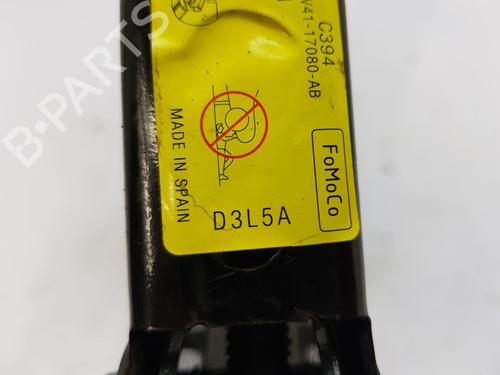 C394
V41-17080-AB
FoMoCo
MADE IN SPAIN
D3L5A
B-PARTS